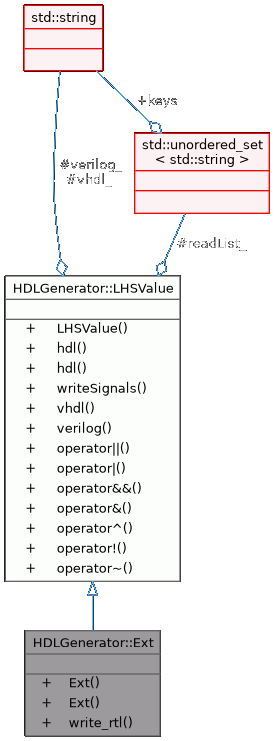 std::string
+keys
std::unordered_set
< std::string >
#verilog_
#vhdl_
#readList_
HDLGenerator::LHSValue
+ LHSValue()
+ hdl()
+ hdl()
+ writeSignals()
+ vhdl()
+ verilog()
+ operator||()
+ operator|()
+ operator&&()
+ operator&()
+ operator^()
+ operator!()
+ operator~()
HDLGenerator::Ext
+ Ext()
+ Ext()
+ write_rtl()